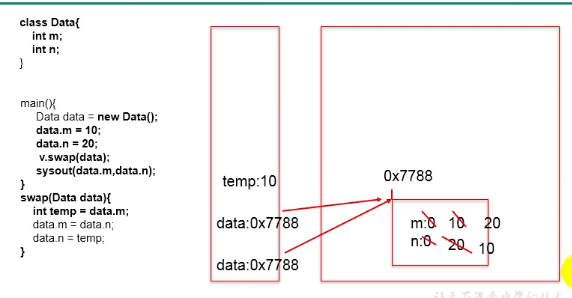 class Data{
int m;
int n;
}
main(){
Data data = new Data();
data.m = 10;
data.n = 20;
v.swap(data);
sysout(data.m,data.n);
}
swap(Data data){
int temp = data.m;
data.m = data.n;
data.n = temp;
}
temp:10
data:0x7788
data:0x7788
0x7788
m:0 10 20
n:0 20 10